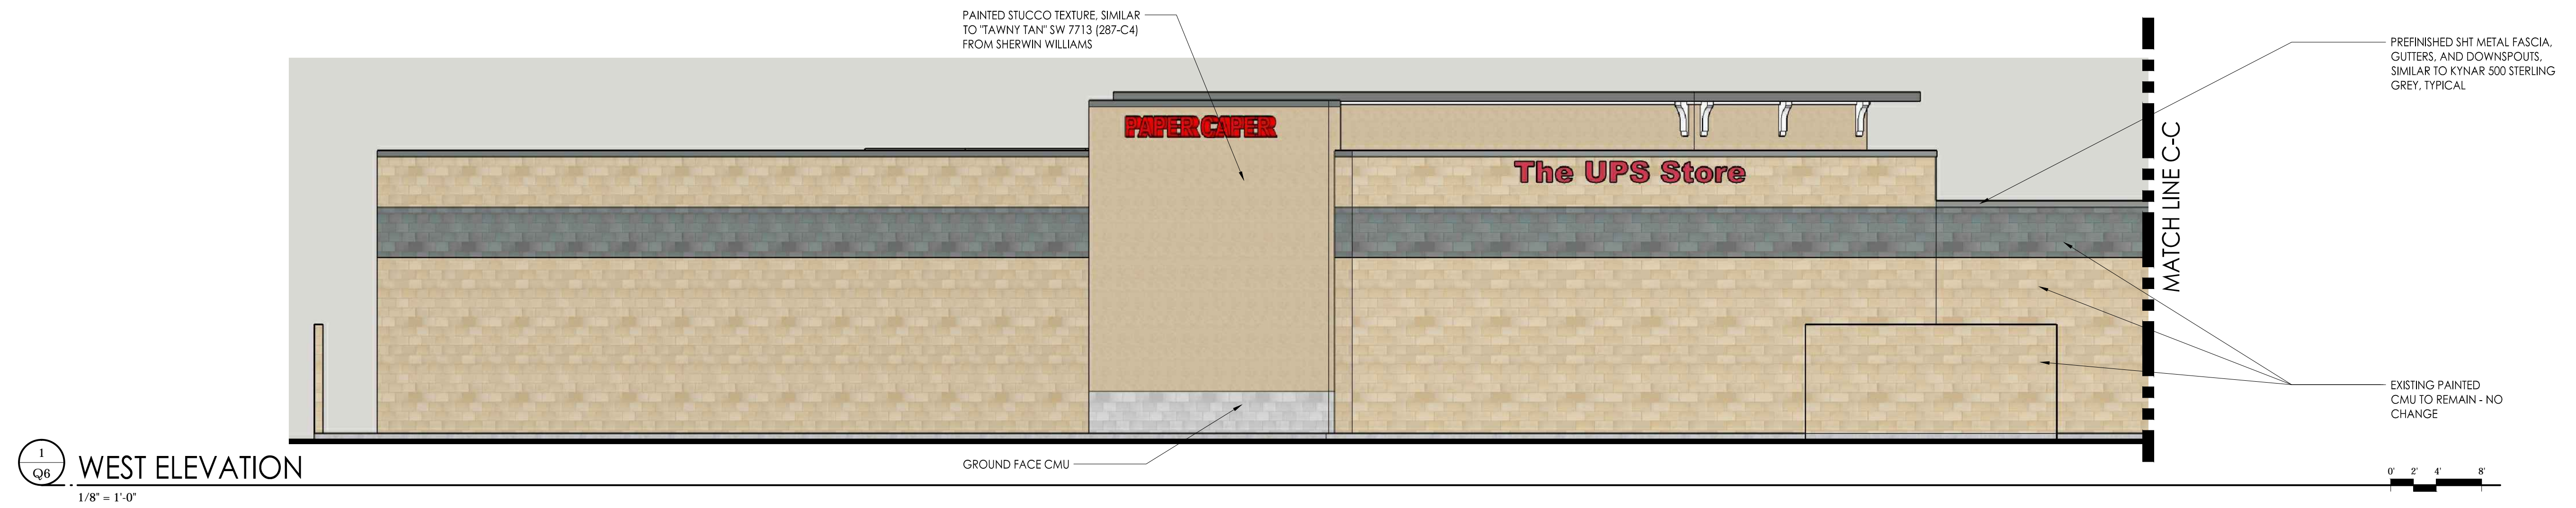 PAINTED STUCCO TEXTURE, SIMILAR
TO "TAWNY TAN" SW 7713 (287-C4)
FROM SHERWIN WILLIAMS
PREFINISHED SHT METAL FASCIA,
GUTTERS, AND DOWNSPOUTS,
SIMILAR TO KYNAR 500 STERLING
GREY, TYPICAL
PAPER CAPER
The UPS Store
MATCH LINE C-C
EXISTING PAINTED
CMU TO REMAIN - NO
CHANGE
GROUND FACE CMU
1
Q6
WEST ELEVATION
1/8" = 1'-0"
0' 2' 4' 8'